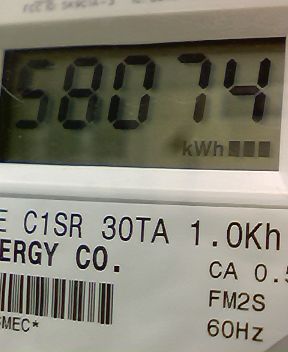 58074
kWh
E C1SR 30TA 1.0Kh
ERGY CO.
CA 0.5
FM2S
MEC*
60Hz